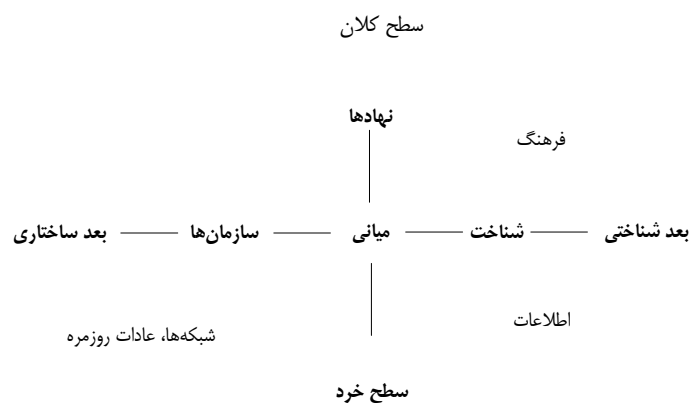 سطح کلان
نهادها
فرهنگ
بعد شناختی
شناخت
میانی
سازمان‌ها
بعد ساختاری
اطلاعات
شبکه‌ها، عادات روزمره
سطح خرد